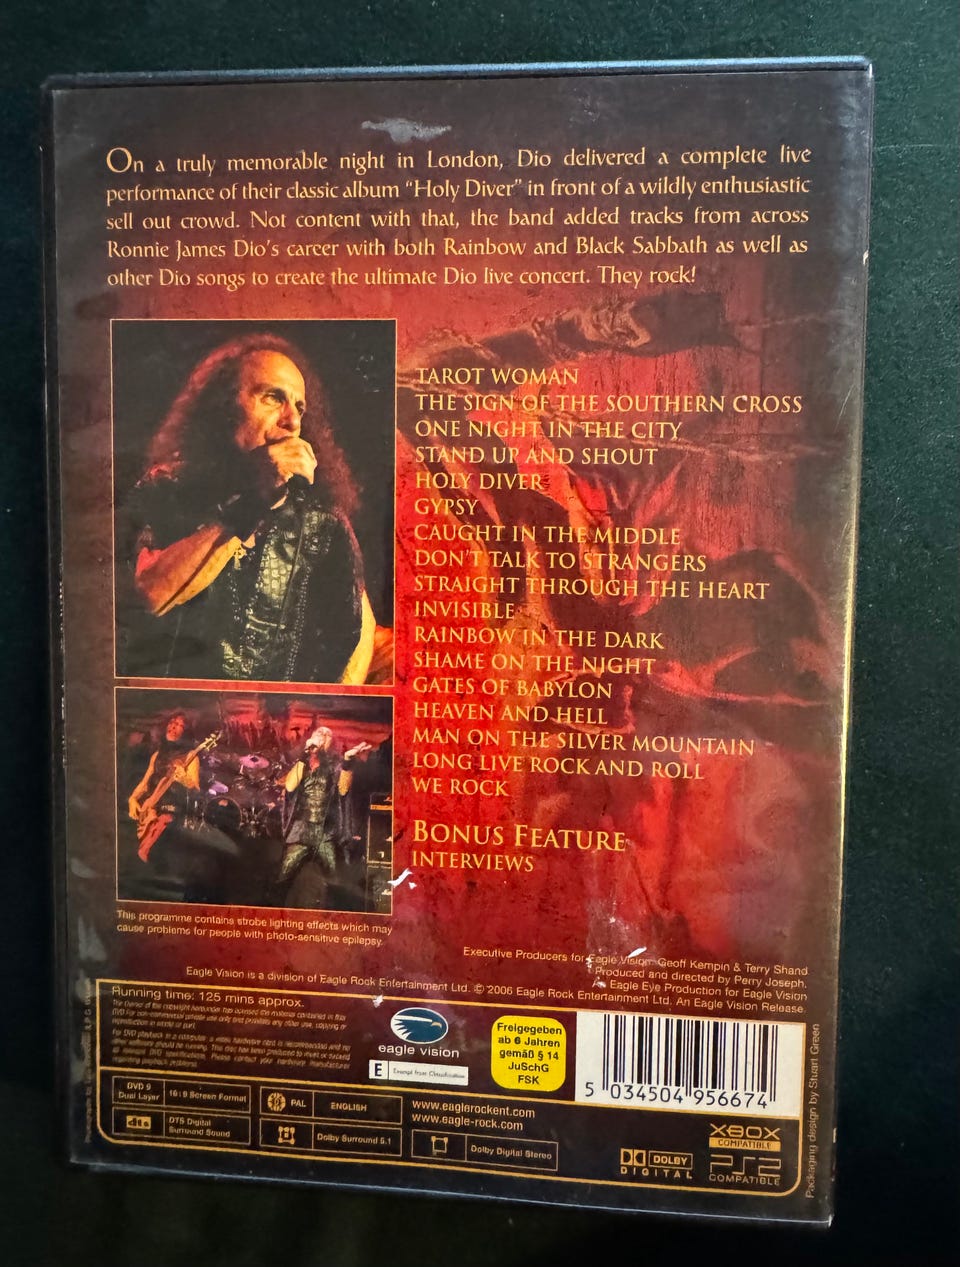 On a truly memorable night in London, Dio delivered a complete live
performance of their classic album "Holy Diver" in front of a wildly enthusiastic
sell out crowd. Not content with that, the band added tracks from across
Ronnie James Dio's career with both Rainbow and Black Sabbath as well as
other Dio songs to create the ultimate Dio live concert. They rock!
TAROT WOMAN
THE SIGN OF THE SOUTHERN CROSS
ONE NIGHT IN THE CITY
STAND UP AND SHOUT
HOLY DIVER
GYPSY
CAUGHT IN THE MIDDLE
DON'T TALK TO STRANGERS
STRAIGHT THROUGH THE HEART
INVISIBLE
RAINBOW IN THE DARK
SHAME ON THE NIGHT
GATES OF BABYLON
HEAVEN AND HELL
MAN ON THE SILVER MOUNTAIN
LONG LIVE ROCK AND ROLL
WE ROCK
BONUS FEATURE
INTERVIEWS
This programme contains strobe lighting effects which may
cause problems for people with photo-sensitive epilepsy.
Executive Producers for Eagle Vision: Geoff Kempin & Terry Shand
Produced and directed by Perry Joseph.
An Eagle Eye Production for Eagle Vision
Eagle Vision is a division of Eagle Rock Entertainment Ltd. © 2006 Eagle Rock Entertainment Ltd. An Eagle Vision Release.
Running time: 125 mins approx.
eagle vision
E Exempt from Classification
Freigegeben
ab 6 Jahren
gemäß § 14
JuSchG
FSK
5 034504 956674
DVD 9
Dual Layer
16:9 Screen Format
PAL
ENGLISH
www.eaglerockent.com
www.eagle-rock.com
dts
DTS Digital
Surround Sound
Dolby Surround 5.1
Dolby Digital Stereo
DOLBY
DIGITAL
XBOX
COMPATIBLE
PS2
COMPATIBLE
Packaging design by Stuart Green